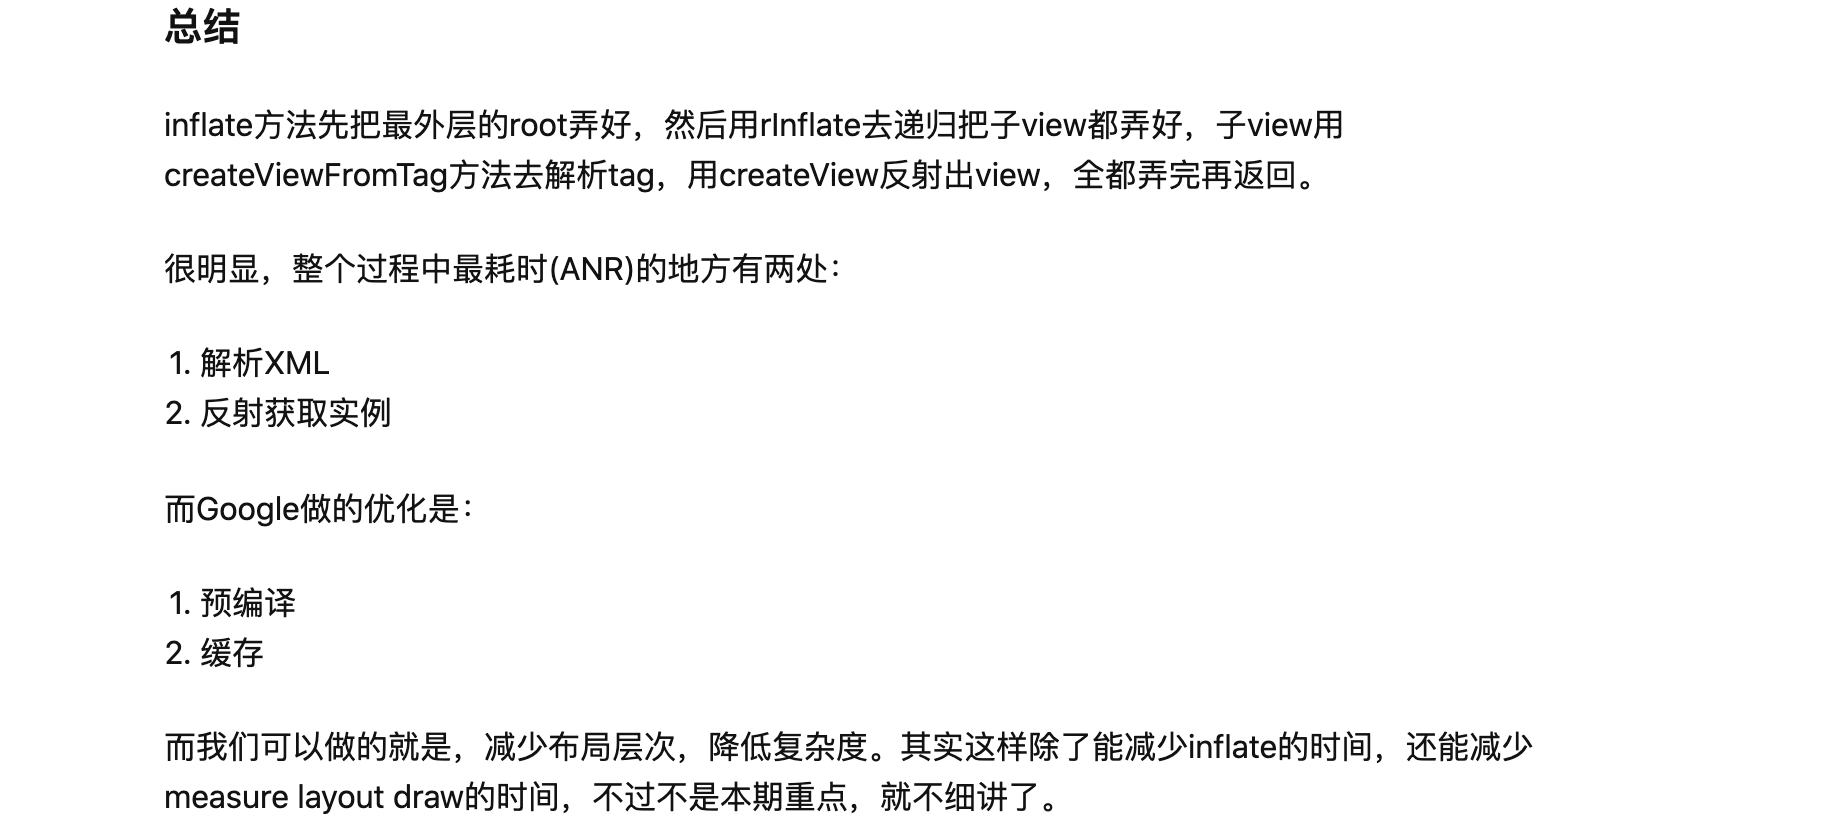 总结
inflate方法先把最外层的root弄好，然后用rInflate去递归把子view都弄好，子view用
createViewFromTag方法去解析tag，用createView反射出view，全都弄完再返回。
很明显，整个过程中最耗时(ANR)的地方有两处：
1. 解析XML
2. 反射获取实例
而Google做的优化是：
1. 预编译
2. 缓存
而我们可以做的就是，减少布局层次，降低复杂度。其实这样除了能减少inflate的时间，还能减少
measure layout draw的时间，不过不是本期重点，就不细讲了。